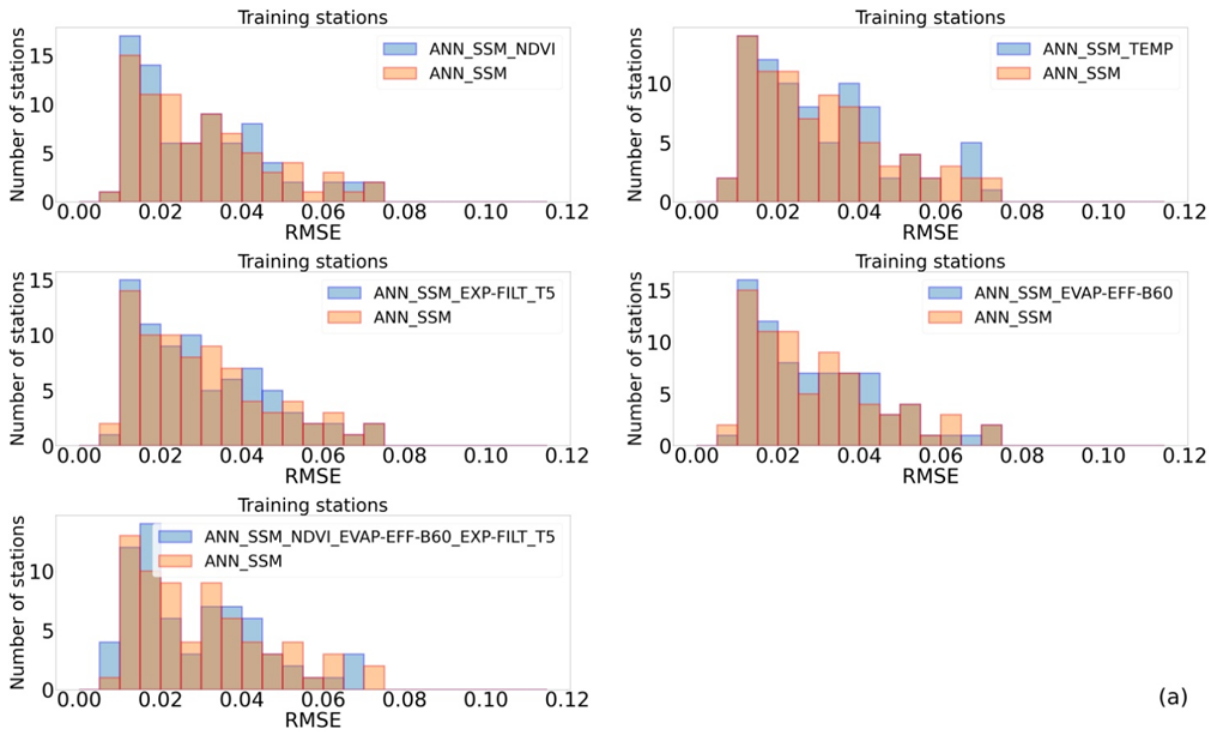 Training stations
Number of stations
15
10
5
0
ANN_SSM_NDVI
ANN_SSM
0.00 0.02 0.04 0.06 0.08 0.10 0.12
RMSE
Training stations
Number of stations
10
5
0
ANN_SSM_TEMP
ANN_SSM
0.00 0.02 0.04 0.06 0.08 0.10 0.12
RMSE
Training stations
Number of stations
15
10
5
0
ANN_SSM_EXP-FILT_T5
ANN_SSM
0.00 0.02 0.04 0.06 0.08 0.10 0.12
RMSE
Training stations
Number of stations
15
10
5
0
ANN_SSM_EVAP-EFF-B60
ANN_SSM
0.00 0.02 0.04 0.06 0.08 0.10 0.12
RMSE
Training stations
Number of stations
10
5
0
ANN_SSM_NDVI_EVAP-EFF-B60_EXP-FILT_T5
ANN_SSM
0.00 0.02 0.04 0.06 0.08 0.10 0.12
RMSE
(a)